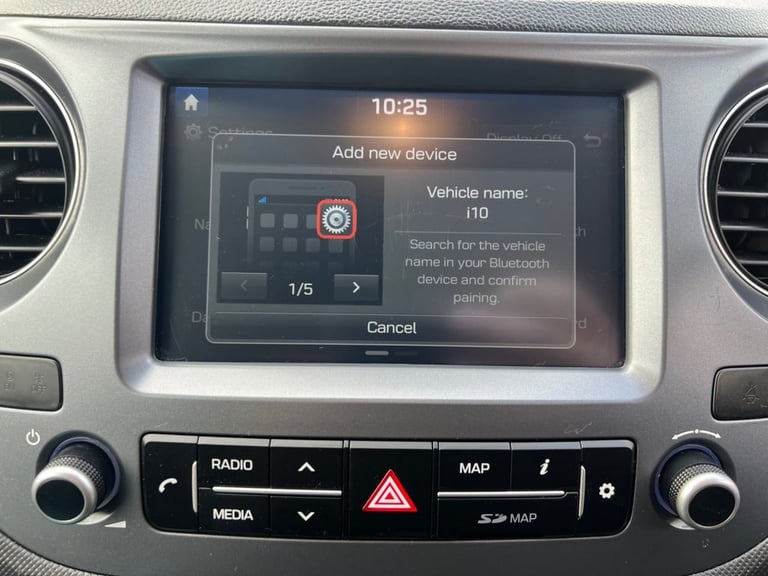 10:25
Settings
Display Off
Add new device
Vehicle name:
i10
Search for the vehicle
name in your Bluetooth
device and confirm
pairing.
1/5
Cancel
RADIO
MAP
i
MEDIA
SD MAP